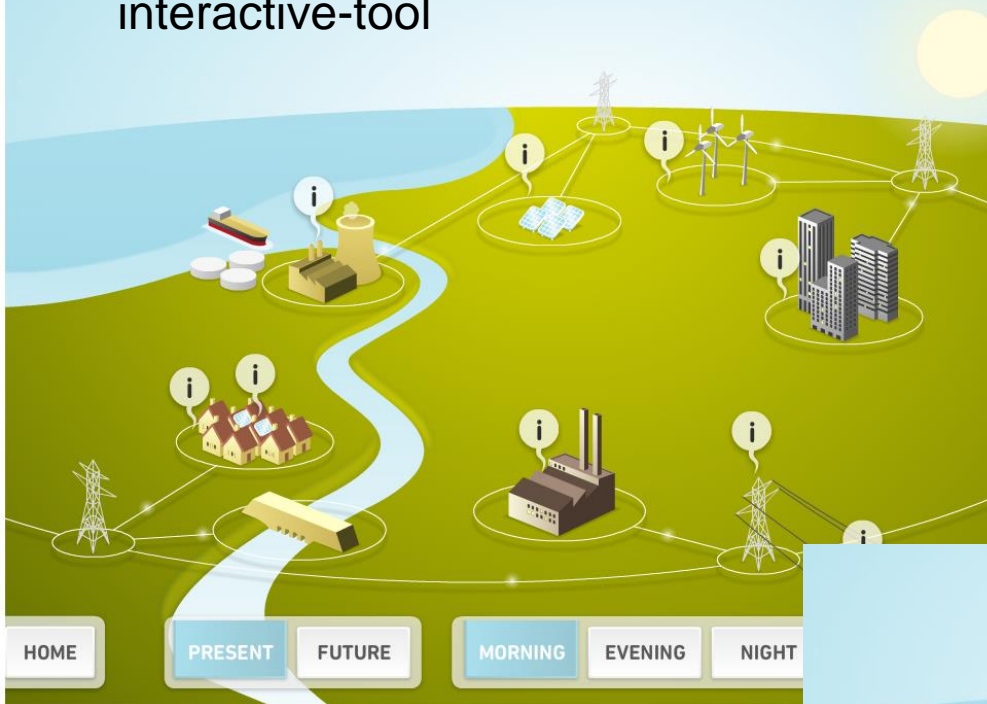 interactive-tool
i
i
i
i
i
i
i
i
i
HOME
PRESENT
FUTURE
MORNING
EVENING
NIGHT